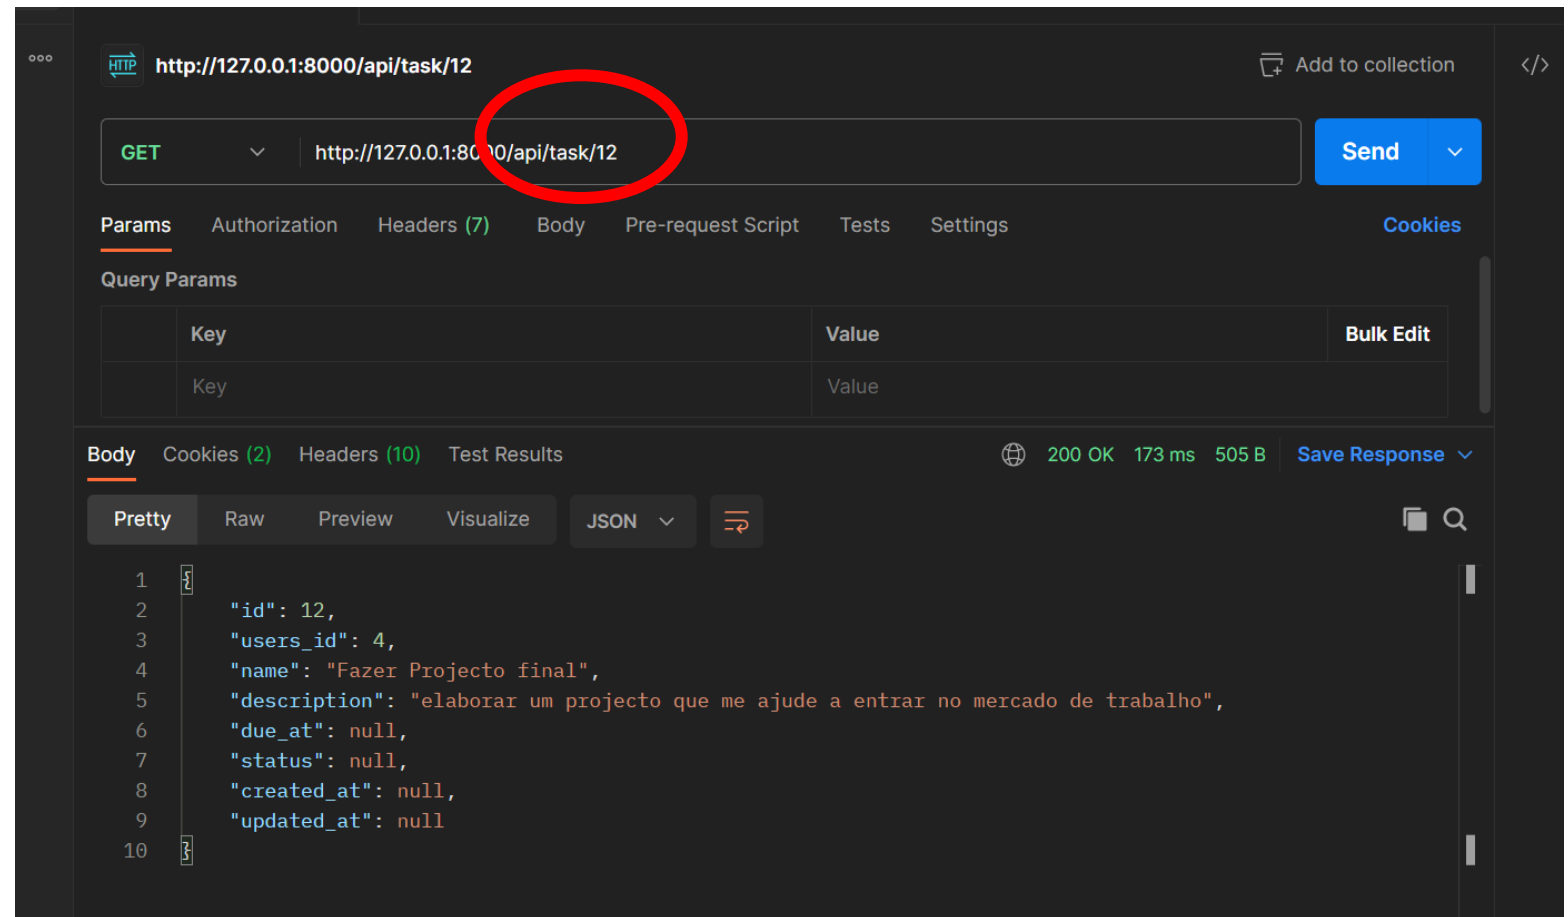 HTTP http://127.0.0.1:8000/api/task/12
Add to collection
</>
GET http://127.0.0.1:8000/api/task/12
Send
Params Authorization Headers (7) Body Pre-request Script Tests Settings Cookies
Query Params
Key Value Bulk Edit
Key Value
Body Cookies (2) Headers (10) Test Results 200 OK 173 ms 505 B Save Response
Pretty Raw Preview Visualize JSON
1 {
2 "id": 12,
3 "users_id": 4,
4 "name": "Fazer Projecto final",
5 "description": "elaborar um projecto que me ajude a entrar no mercado de trabalho",
6 "due_at": null,
7 "status": null,
8 "created_at": null,
9 "updated_at": null
10 }